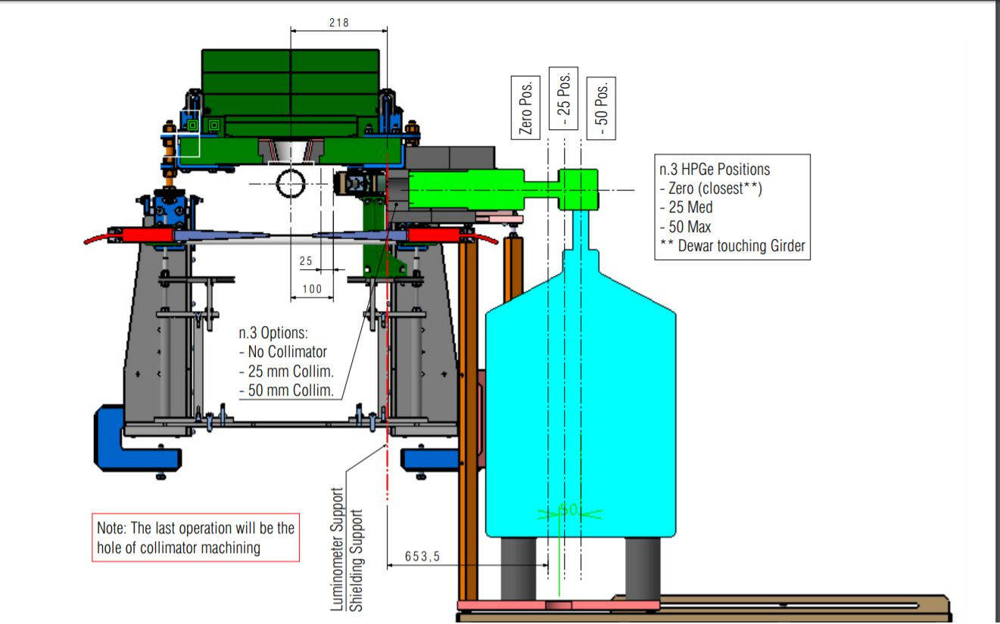 218
Zero Pos.
- 25 Pos.
- 50 Pos.
n.3 HPGe Positions
- Zero (closest**)
- 25 Med
- 50 Max
** Dewar touching Girder
25
100
n.3 Options:
- No Collimator
- 25 mm Collim.
- 50 mm Collim.
Note: The last operation will be the
hole of collimator machining
Luminometer Support
Shielding Support
50
653,5